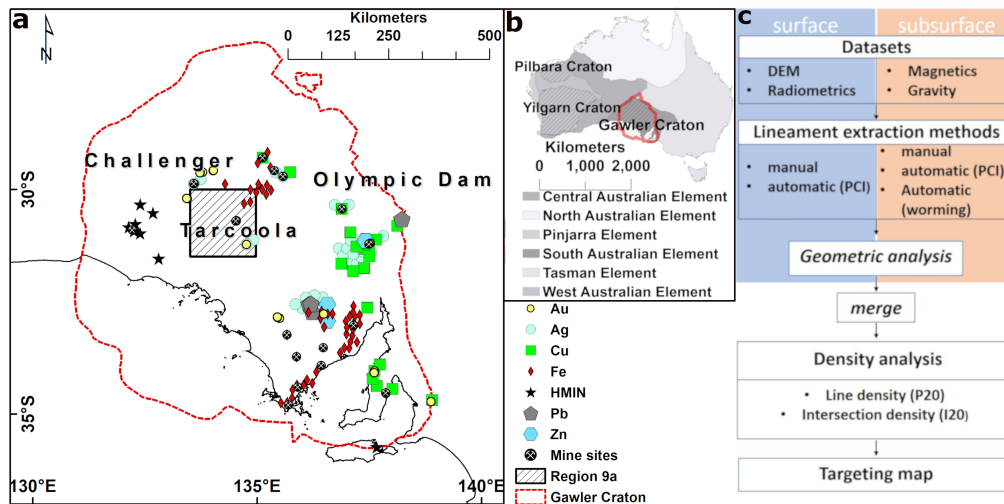 a
N
Kilometers
0 125 250 500
Challenger
Olympic Dam
Tarcoola
30°S
35°S
130°E
135°E
140°E
b
Pilbara Craton
Yilgarn Craton
Gawler Craton
Kilometers
0 1,000 2,000
Central Australian Element
North Australian Element
Pinjarra Element
South Australian Element
Tasman Element
West Australian Element
Au
Ag
Cu
Fe
HMIN
Pb
Zn
Mine sites
Region 9a
Gawler Craton
c
surface
subsurface
Datasets
• DEM
• Radiometrics
• Magnetics
• Gravity
Lineament extraction methods
• manual
• automatic (PCI)
• manual
• automatic (PCI)
• Automatic
(worming)
Geometric analysis
merge
Density analysis
• Line density (P20)
• Intersection density (I20)
Targeting map